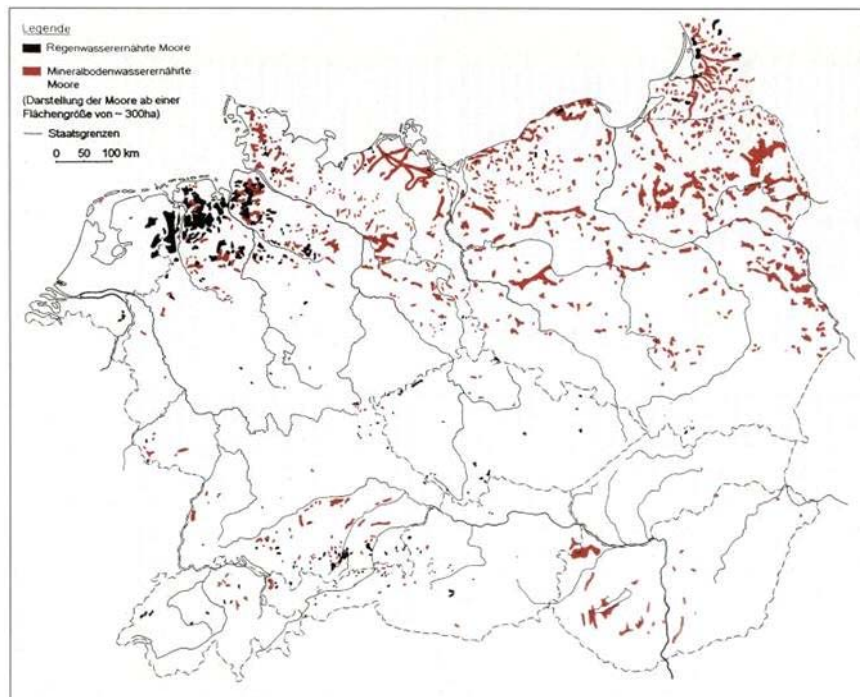 Legende
Regenwasserernährte Moore
Mineralbodenwasserernährte
Moore
(Darstellung der Moore ab einer
Flächengröße von ~ 300ha)
Staatsgrenzen
0 50 100 km